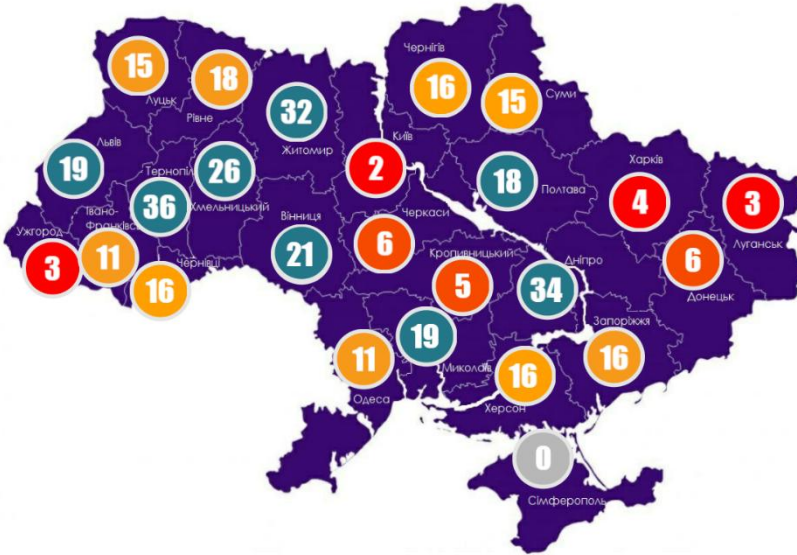 Чернігів
16
15
Луцьк
18
Рівне
15
Суми
32
Житомир
Київ
2
Львів
19
Тернопіл
26
Хмельницький
36
18
Полтава
Харків
4
3
Луганськ
Івано-
Франківс
11
Ужгород
3
Чернівці
16
Вінниця
21
Черкаси
6
Кропивницький
5
Дніпро
34
6
Донецьк
19
Миколаїв
11
Одеса
16
Херсон
Запоріжжя
16
0
Сімферополь